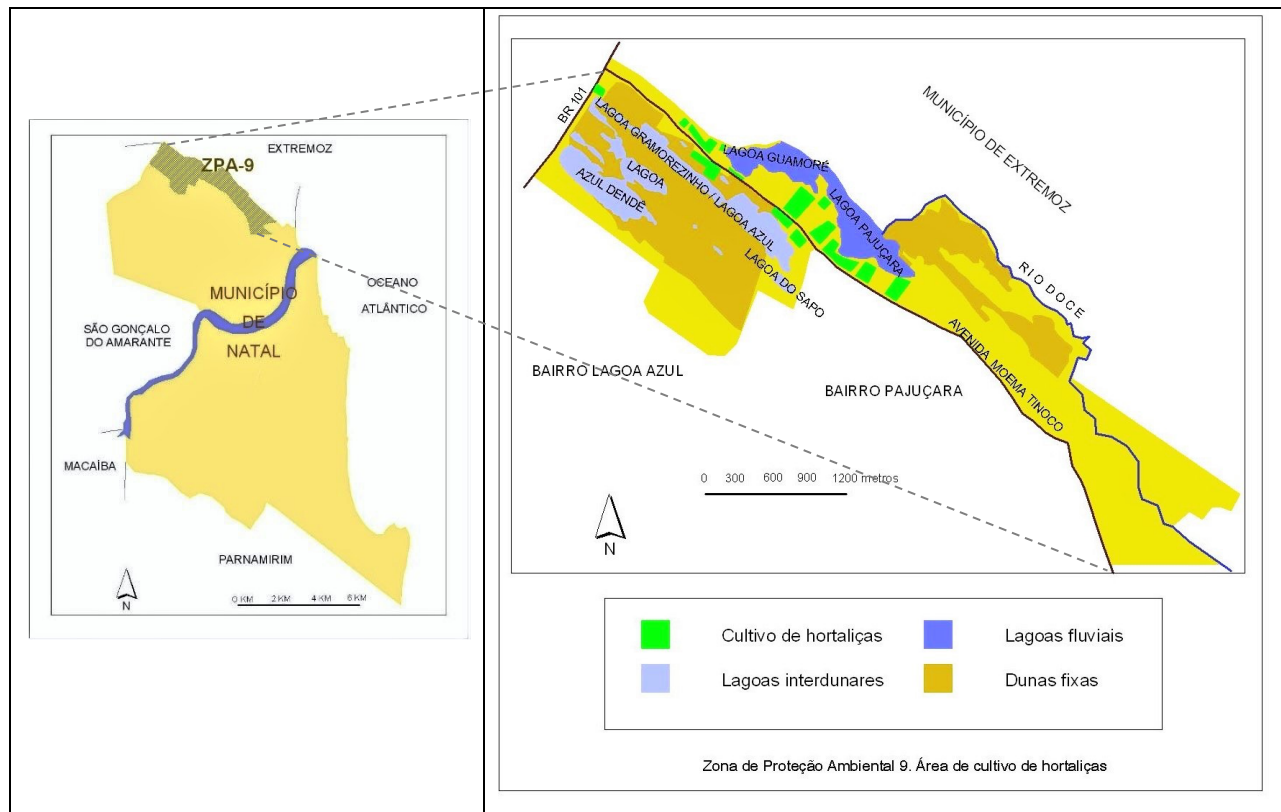 EXTREMOZ
ZPA-9
OCEANO
ATLÂNTICO
MUNICÍPIO
DE
NATAL
SÃO GONÇALO
DO AMARANTE
MACAÍBA
PARNAMIRIM
N
0 KM 2 KM 4 KM 6 KM
BR 101
MUNICÍPIO DE EXTREMOZ
LAGOA GRAMOREZINHO / LAGOA AZUL
LAGOA GUAMORÉ
LAGOA
AZUL DENDÊ
LAGOA PAJUÇARA
LAGOA DO SAPO
RIO DOCE
AVENIDA MOEMA TINOCO
BAIRRO LAGOA AZUL
BAIRRO PAJUÇARA
0 300 600 900 1200 metros
N
Cultivo de hortaliças
Lagoas fluviais
Lagoas interdunares
Dunas fixas
Zona de Proteção Ambiental 9. Área de cultivo de hortaliças